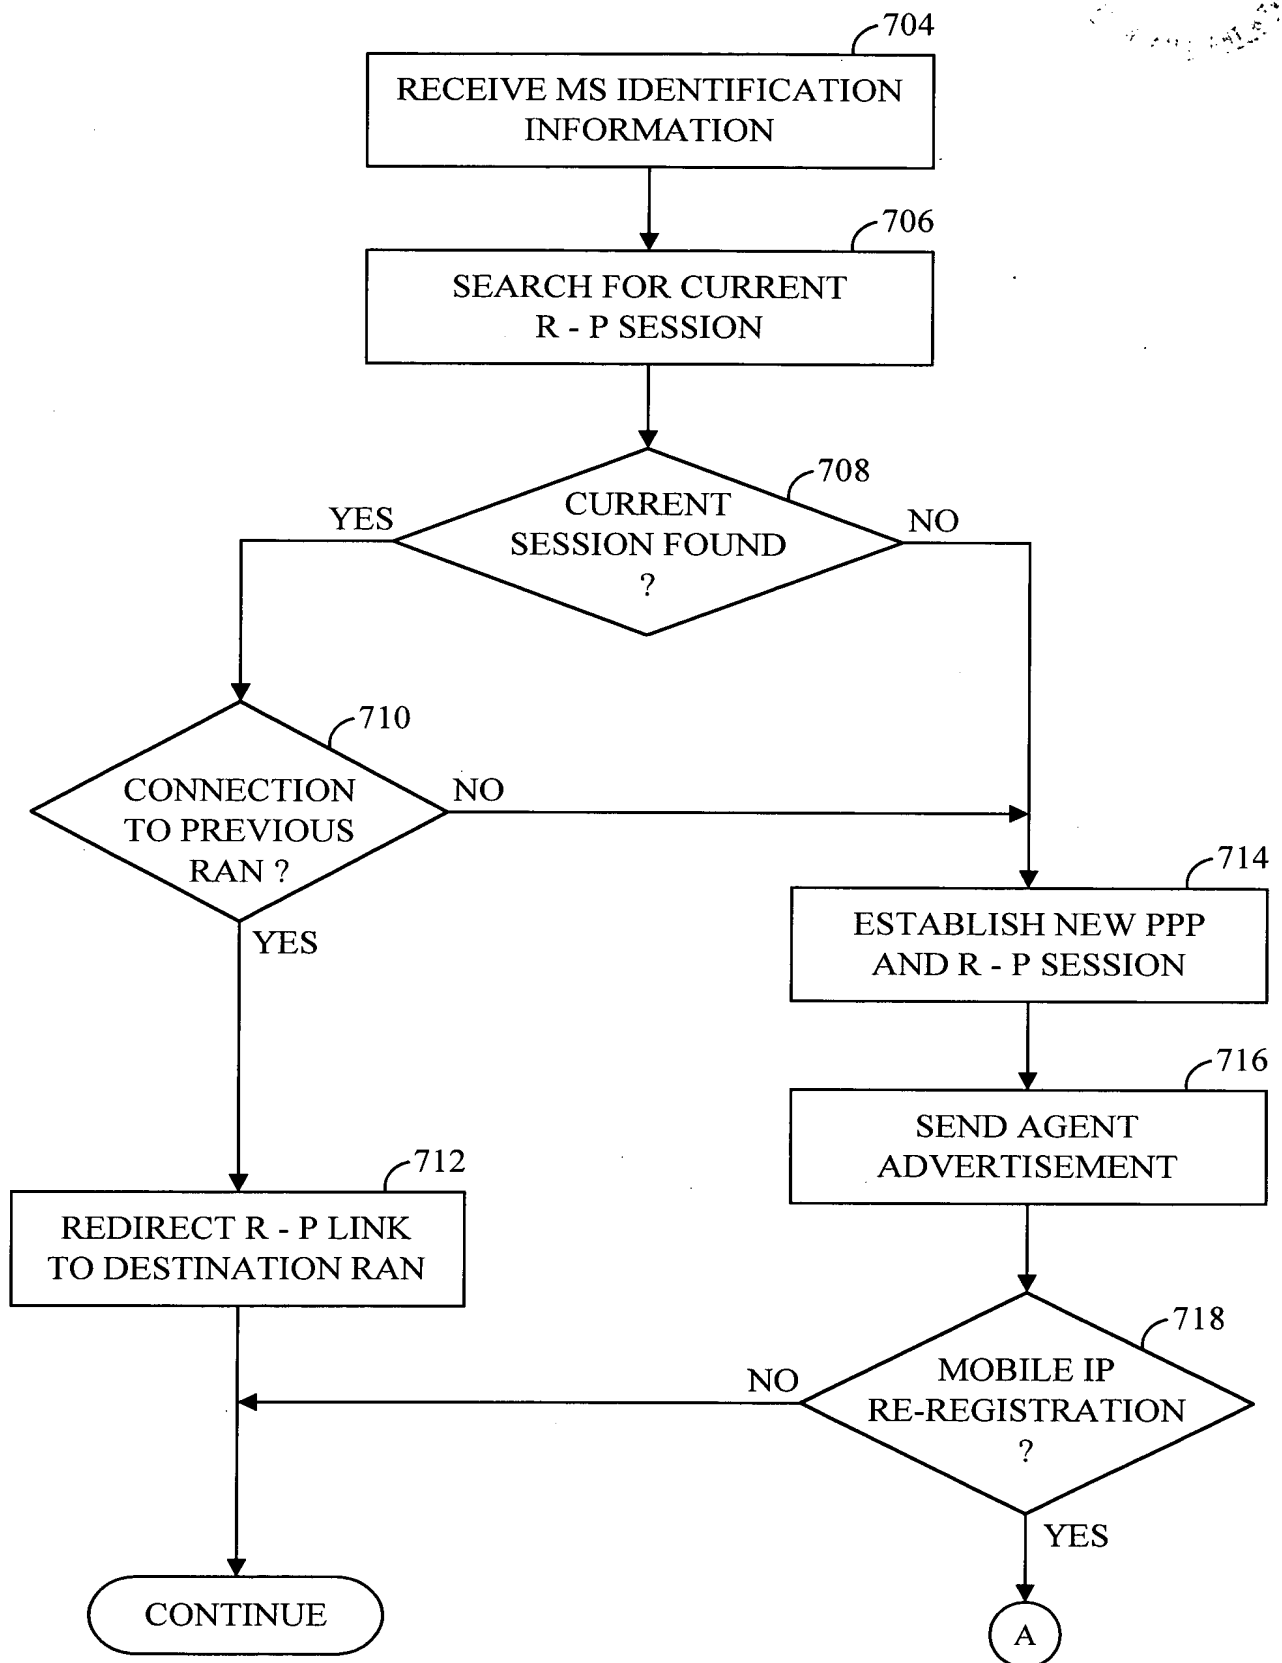 704
RECEIVE MS IDENTIFICATION
INFORMATION
706
SEARCH FOR CURRENT
R - P SESSION
708
CURRENT
SESSION FOUND
?
YES
NO
710
CONNECTION
TO PREVIOUS
RAN ?
NO
YES
714
ESTABLISH NEW PPP
AND R - P SESSION
716
SEND AGENT
ADVERTISEMENT
712
REDIRECT R - P LINK
TO DESTINATION RAN
718
MOBILE IP
RE-REGISTRATION
?
NO
YES
CONTINUE
A